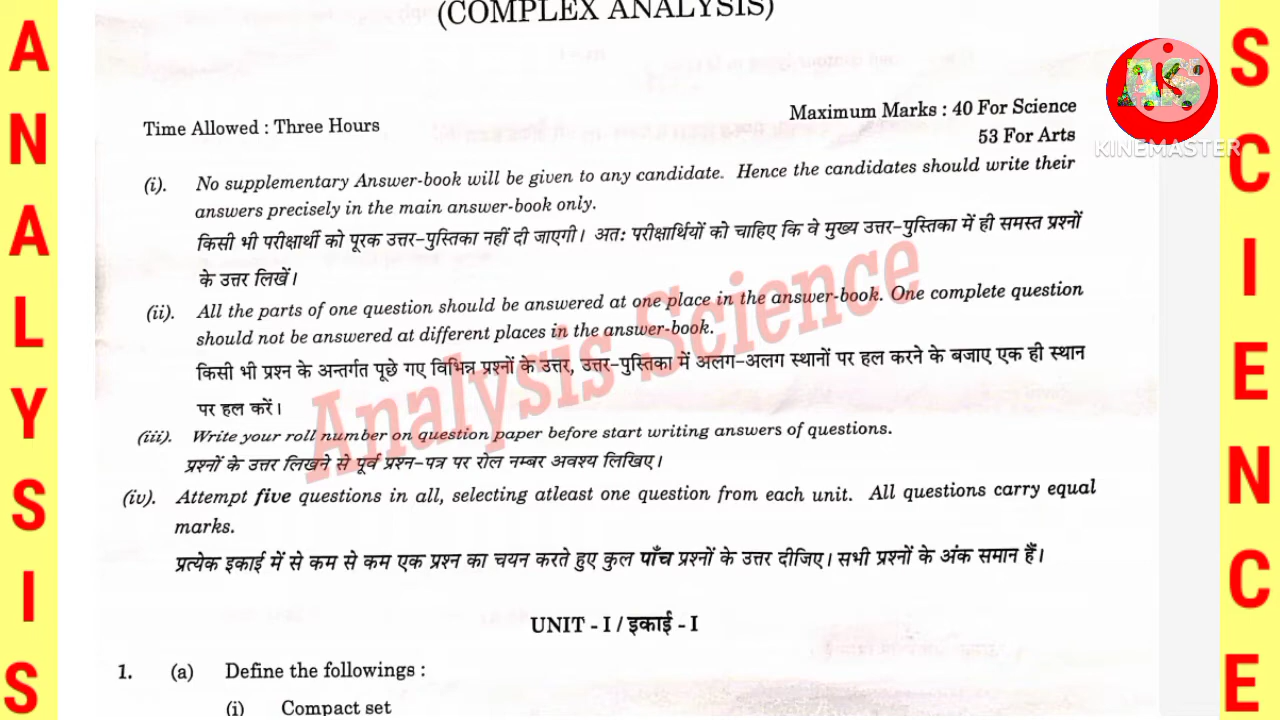 (COMPLEX ANALYSIS)
Time Allowed : Three Hours
Maximum Marks : 40 For Science
53 For Arts
(i). No supplementary Answer-book will be given to any candidate. Hence the candidates should write their
answers precisely in the main answer-book only.
किसी भी परीक्षार्थी को पूरक उत्तर-पुस्तिका नहीं दी जाएगी। अतः परीक्षार्थियों को चाहिए कि वे मुख्य उत्तर-पुस्तिका में ही समस्त प्रश्नों
के उत्तर लिखें।
(ii). All the parts of one question should be answered at one place in the answer-book. One complete question
should not be answered at different places in the answer-book.
किसी भी प्रश्न के अन्तर्गत पूछे गए विभिन्न प्रश्नों के उत्तर, उत्तर-पुस्तिका में अलग-अलग स्थानों पर हल करने के बजाए एक ही स्थान
पर हल करें।
(iii). Write your roll number on question paper before start writing answers of questions.
प्रश्नों के उत्तर लिखने से पूर्व प्रश्न-पत्र पर रोल नम्बर अवश्य लिखिए।
(iv). Attempt five questions in all, selecting atleast one question from each unit. All questions carry equal
marks.
प्रत्येक इकाई में से कम से कम एक प्रश्न का चयन करते हुए कुल पाँच प्रश्नों के उत्तर दीजिए। सभी प्रश्नों के अंक समान हैं।
UNIT - I / इकाई - I
1. (a) Define the followings :
(i) Compact set
Analysis Science
ANALYSIS
SCIENCE
AS
KINEMASTER